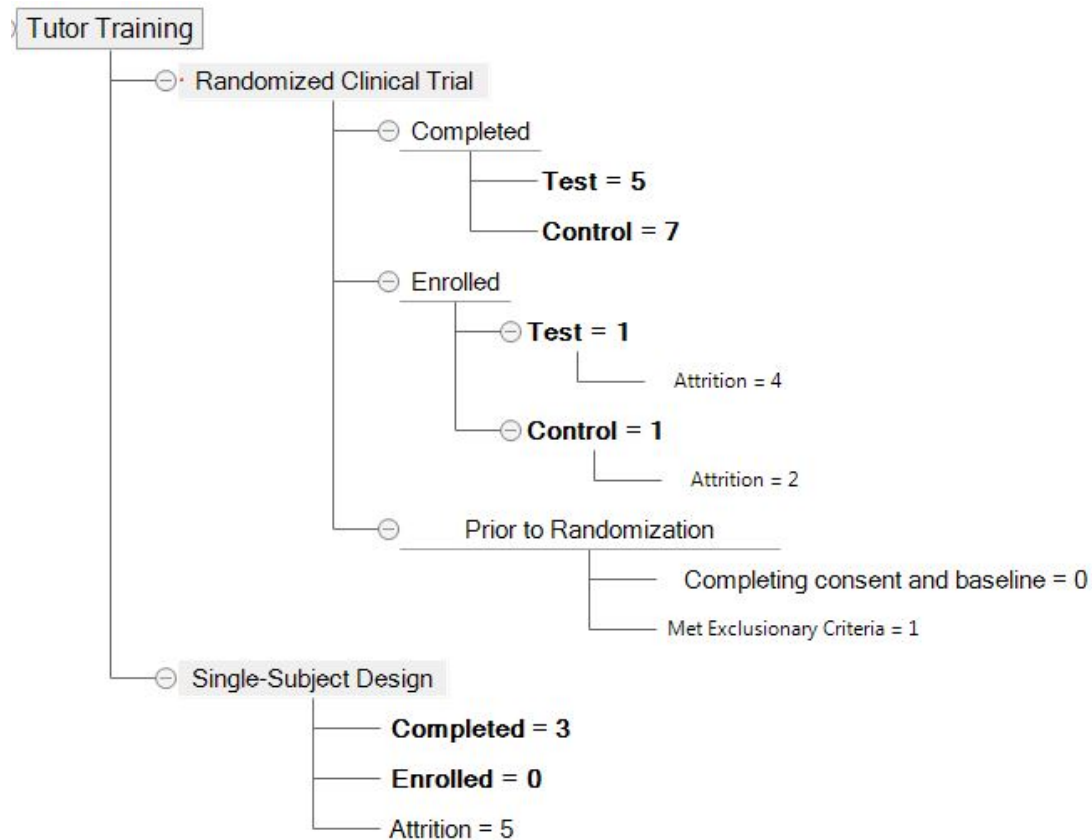 Tutor Training
Randomized Clinical Trial
Completed
Test = 5
Control = 7
Enrolled
Test = 1
Attrition = 4
Control = 1
Attrition = 2
Prior to Randomization
Completing consent and baseline = 0
Met Exclusionary Criteria = 1
Single-Subject Design
Completed = 3
Enrolled = 0
Attrition = 5